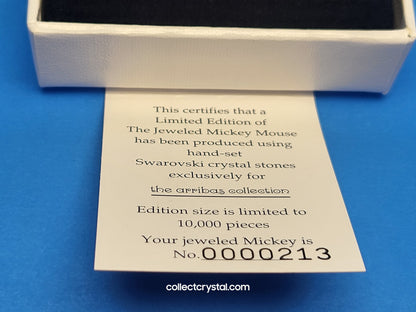 This certifies that a
Limited Edition of
The Jeweled Mickey Mouse
has been produced using
hand-set
Swarovski crystal stones
exclusively for
the arribas collection
Edition size is limited to
10,000 pieces
Your jeweled Mickey is
No. 0000213
collectcrystal.com